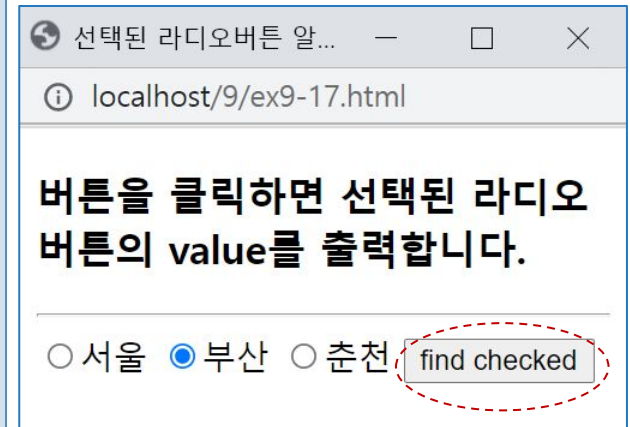 선택된 라디오버튼 알...
localhost/9/ex9-17.html
버튼을 클릭하면 선택된 라디오
버튼의 value를 출력합니다.
서울 부산 춘천 find checked